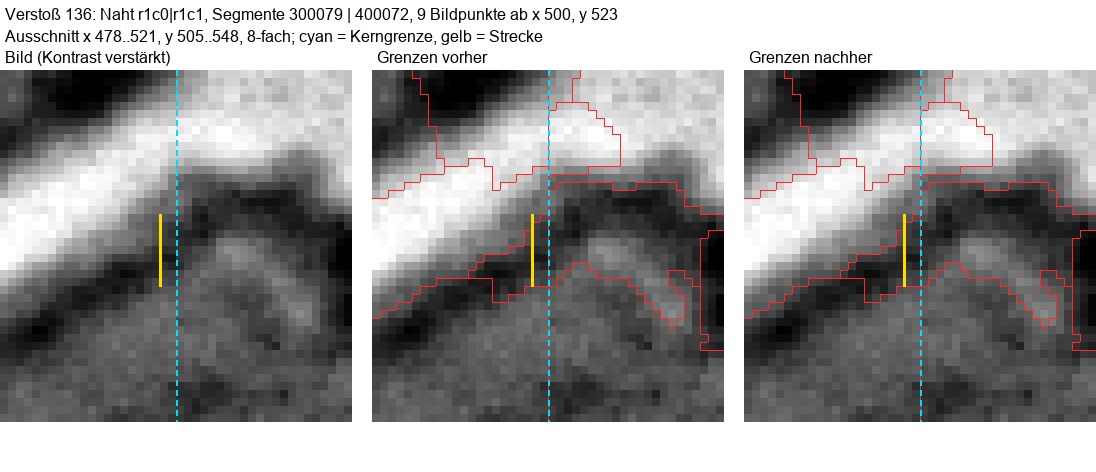 Verstoß 136: Naht r1c0|r1c1, Segmente 300079 | 400072, 9 Bildpunkte ab x 500, y 523
Ausschnitt x 478..521, y 505..548, 8-fach; cyan = Kerngrenze, gelb = Strecke
Bild (Kontrast verstärkt)
Grenzen vorher
Grenzen nachher